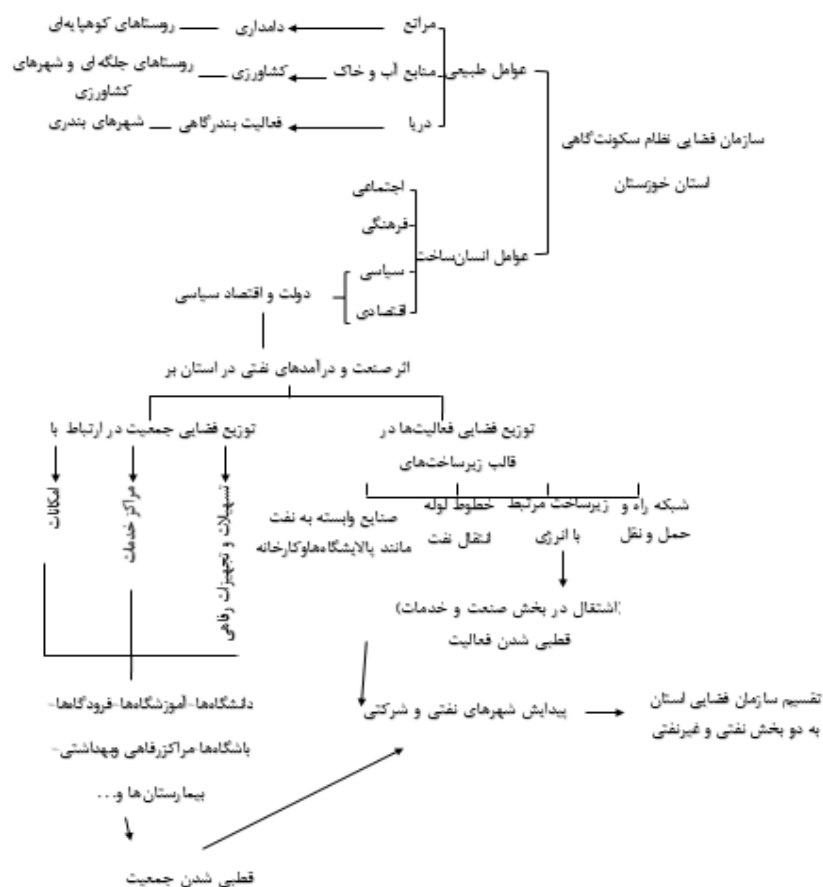 مراتع
دامداری
روستاهای کوهپایه‌ای
عوامل طبیعی
منابع آب و خاک
کشاورزی
روستاهای جلگه‌ای و شهرهای
کشاورزی
دریا
فعالیت بندرگاهی
شهرهای بندری
سازمان فضایی نظام سکونت‌گاهی
استان خوزستان
اجتماعی
فرهنگی
عوامل انسان‌ساخت
سیاسی
اقتصادی
دولت و اقتصاد سیاسی
اثر صنعت و درآمدهای نفتی در استان بر
توزیع فضایی فعالیت‌ها در
قالب زیرساخت‌های
توزیع فضایی جمعیت در ارتباط با
شبکه راه و
حمل و نقل
زیرساخت مرتبط
با انرژی
خطوط لوله
انتقال نفت
صنایع وابسته به نفت
مانند پالایشگاه‌هاوکارخانه
تسهیلات و تجهیزات رفاهی
مراکز خدمات
امکانات
(اشتغال در بخش صنعت و خدمات)
قطبی شدن فعالیت
پیدایش شهرهای نفتی و شرکتی
تقسیم سازمان فضایی استان
به دو بخش نفتی و غیرنفتی
دانشگاه‌ها-آموزشگاه‌ها-فرودگاه‌ها-
باشگاه‌ها-مراکزرفاهی وبهداشتی-
بیمارستان‌ها و...
قطبی شدن جمعیت